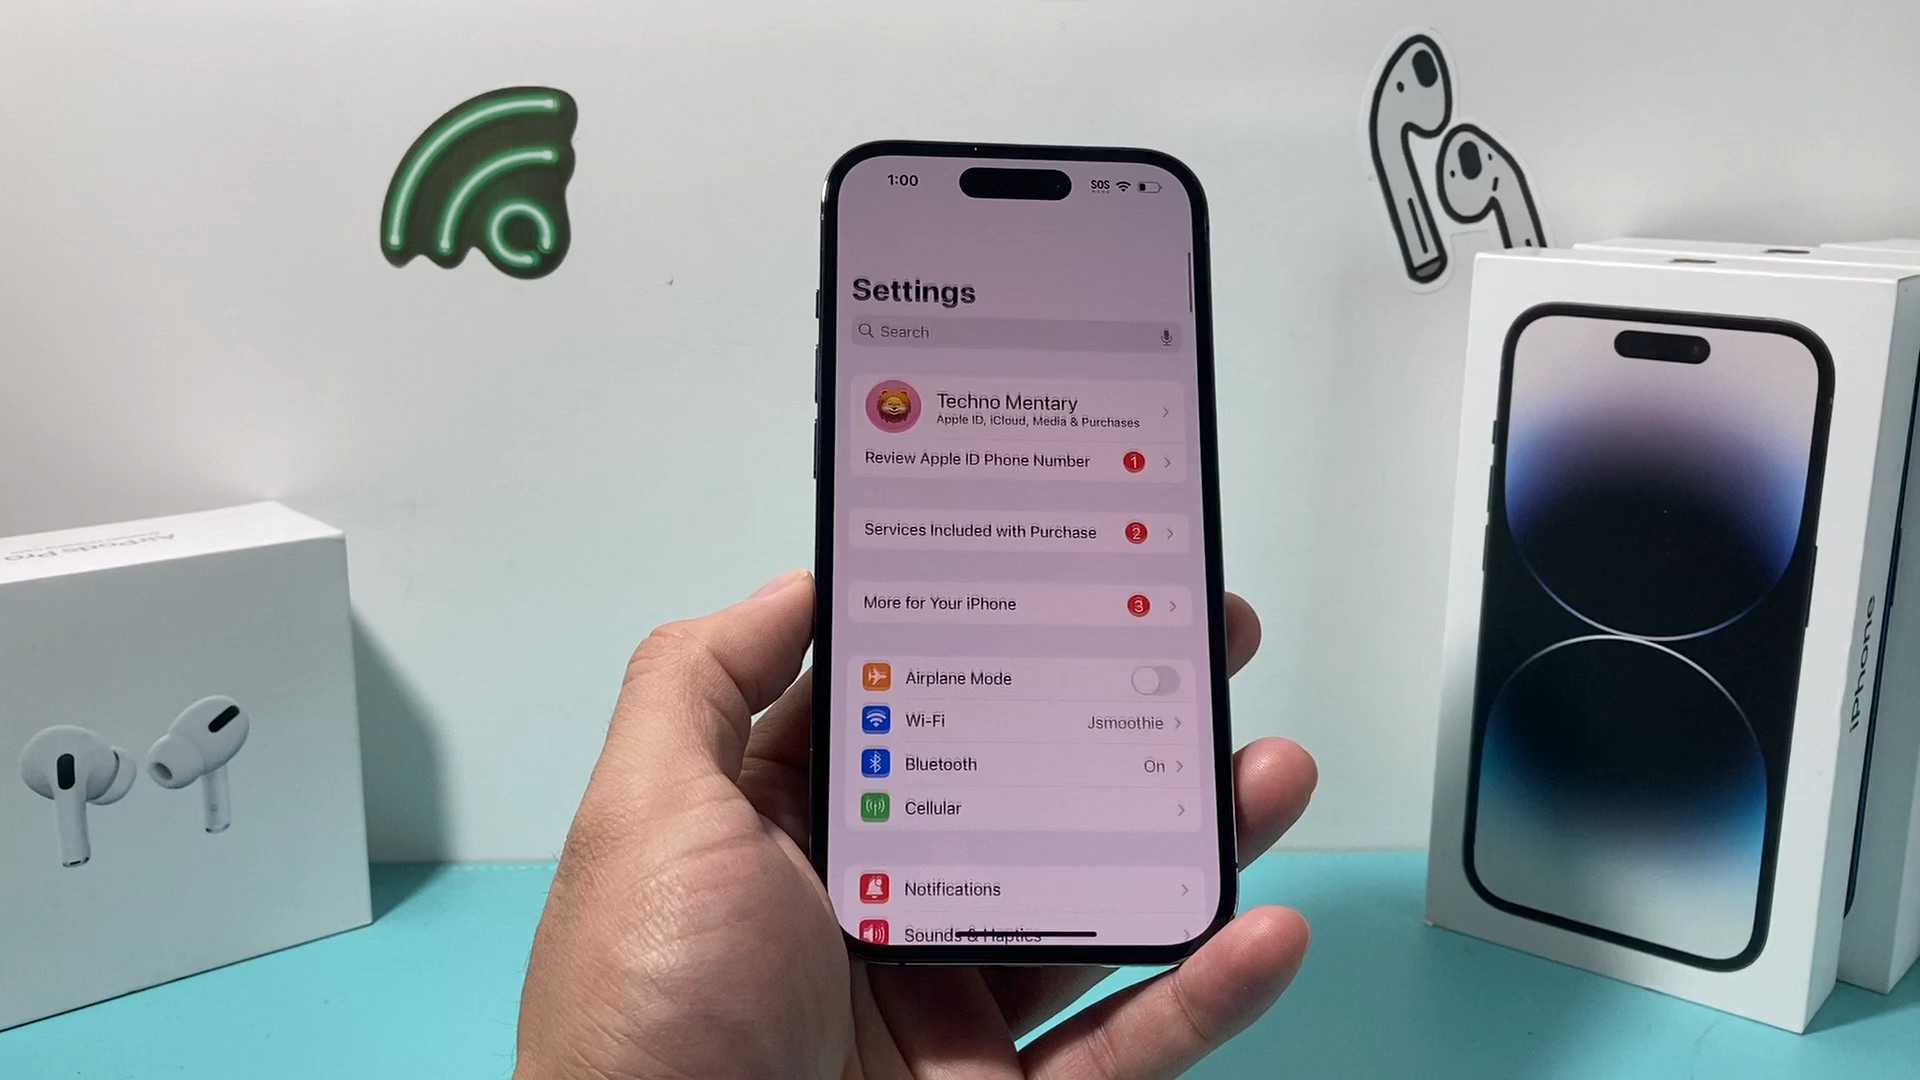 1:00
SOS
Settings
Search
Techno Mentary
Apple ID, iCloud, Media & Purchases
Review Apple ID Phone Number 1
Services Included with Purchase 2
More for Your iPhone 3
Airplane Mode
Wi-Fi Jsmoothie
Bluetooth On
Cellular
Notifications
Sounds & Haptics
AirPods Pro
iPhone